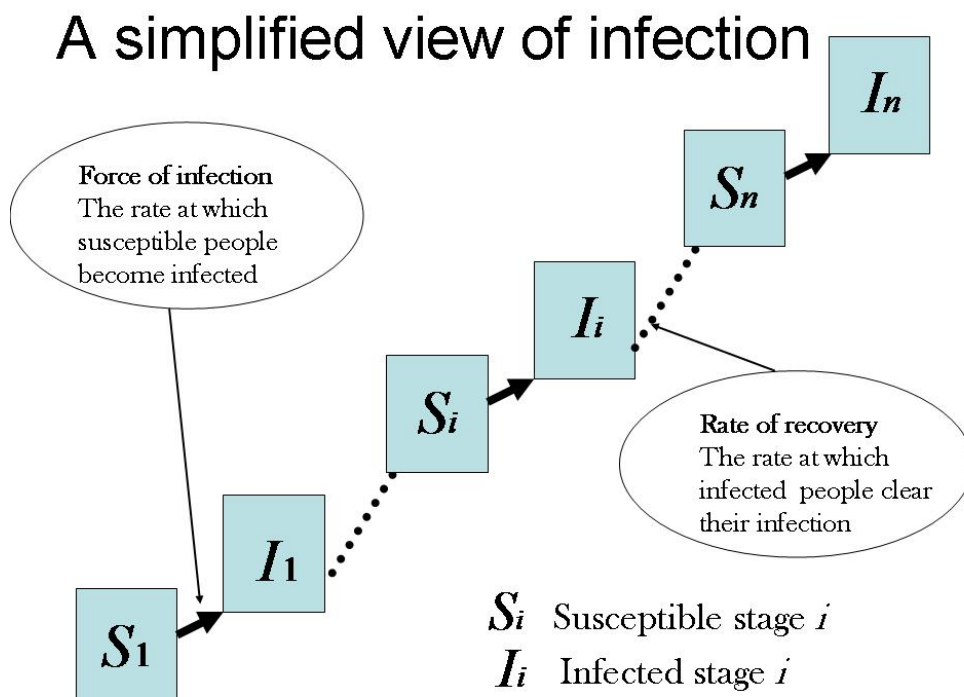 A simplified view of infection
In
Sn
Force of infection
The rate at which
susceptible people
become infected
Ii
Si
Rate of recovery
The rate at which
infected people clear
their infection
I1
S1
Si Susceptible stage i
Ii Infected stage i